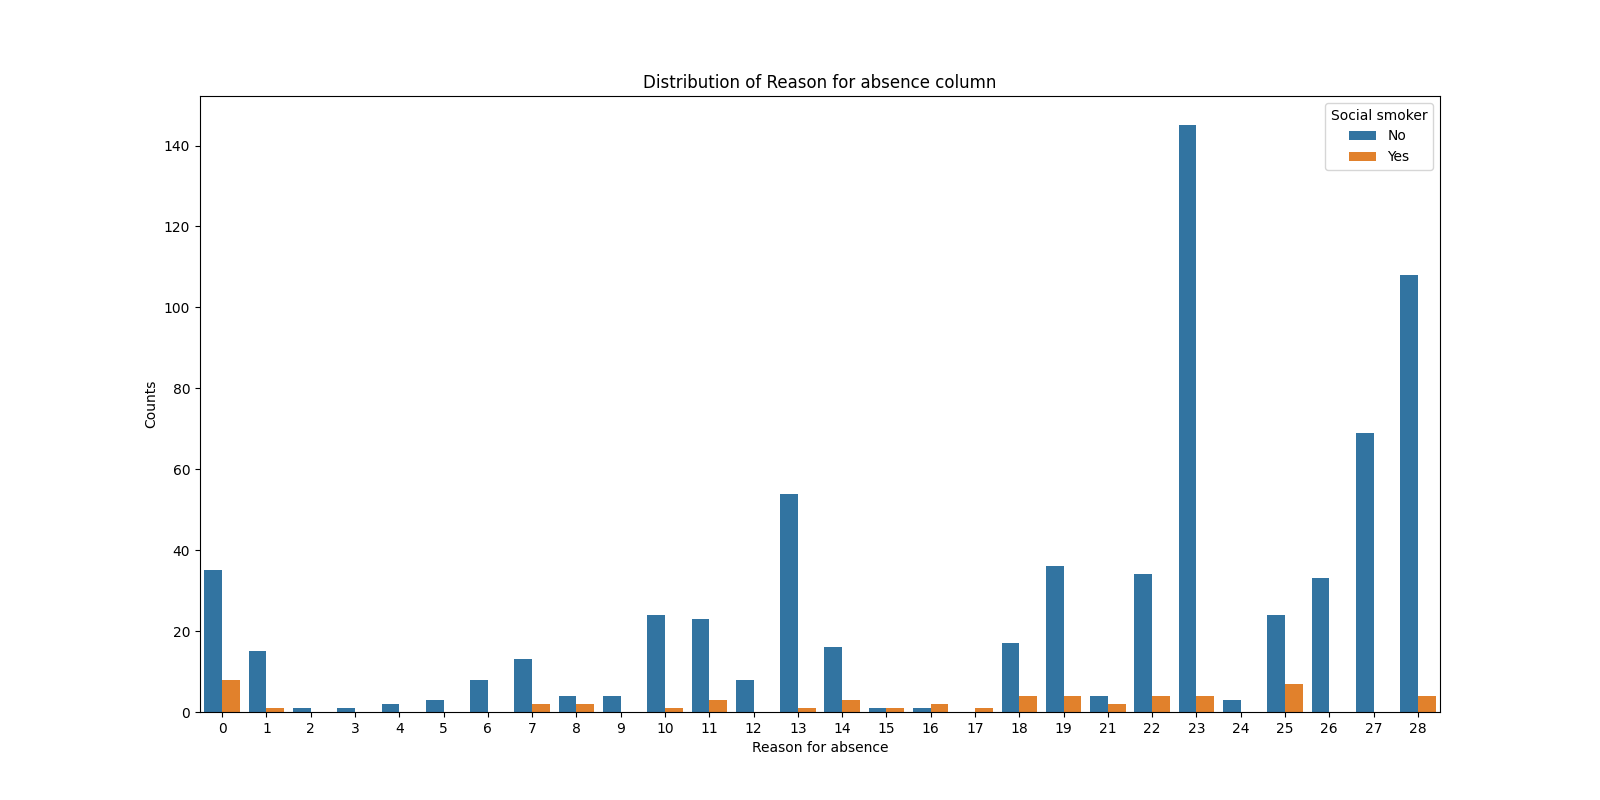 Distribution of Reason for absence column
Social smoker
No
Yes
140
120
100
80
60
40
20
0
Counts
0 1 2 3 4 5 6 7 8 9 10 11 12 13 14 15 16 17 18 19 21 22 23 24 25 26 27 28
Reason for absence